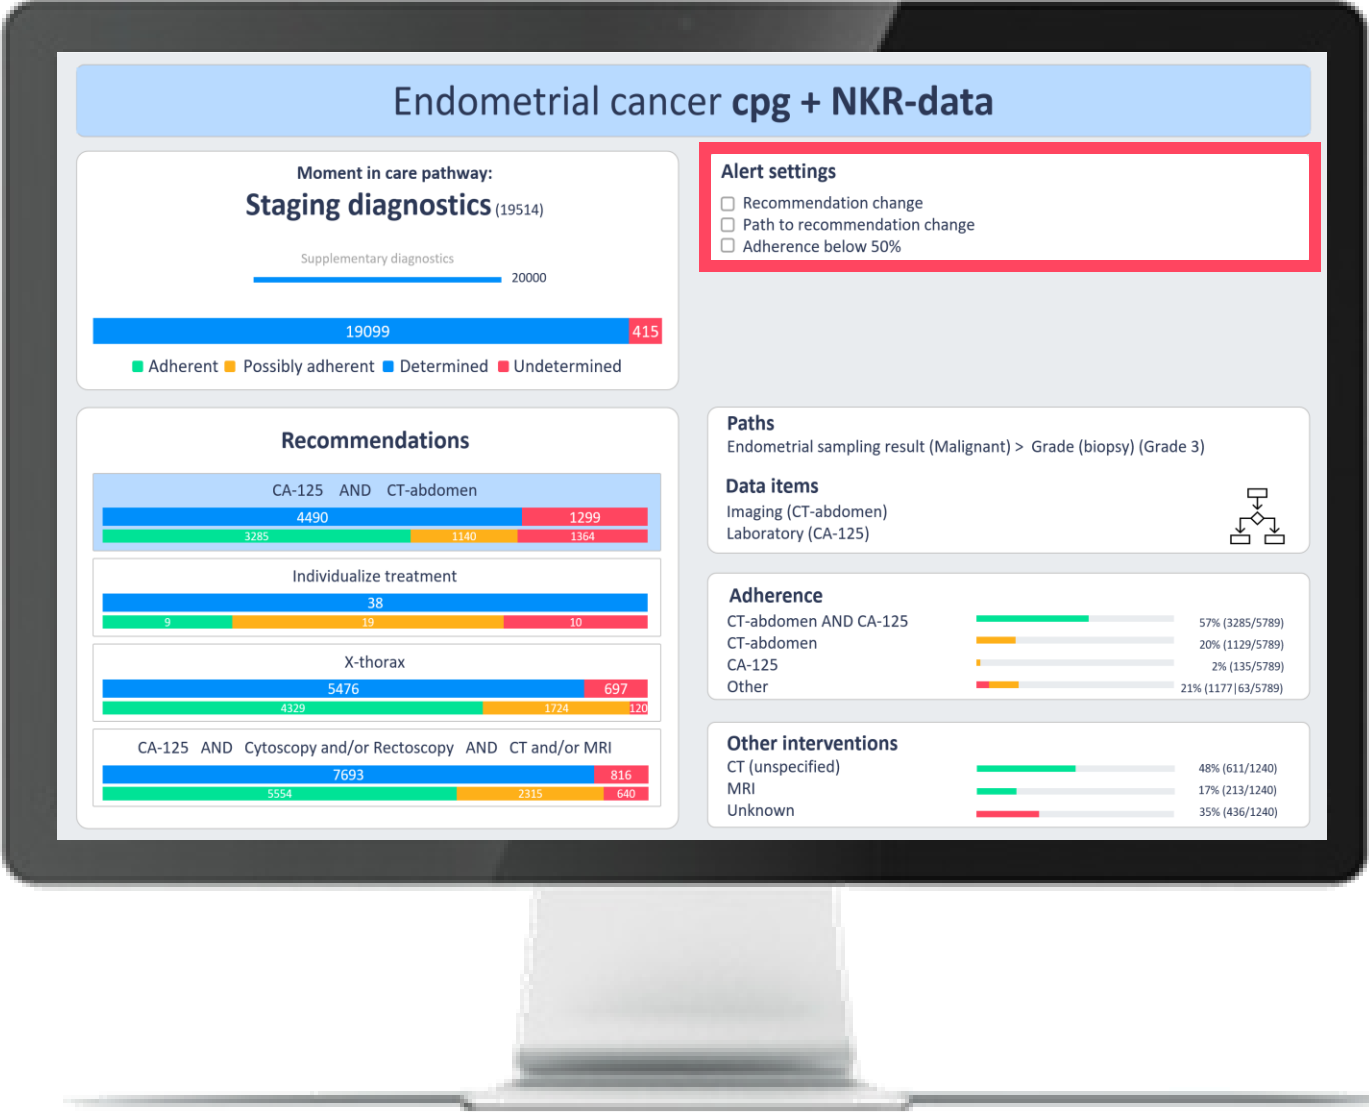 Endometrial cancer cpg + NKR-data
Moment in care pathway:
Staging diagnostics (19514)
Supplementary diagnostics
20000
19099 415
Adherent Possibly adherent Determined Undetermined
Alert settings
Recommendation change
Path to recommendation change
Adherence below 50%
Recommendations
CA-125 AND CT-abdomen
4490 1299
3285 1140 1364
Individualize treatment
38
9 19 10
X-thorax
5476 697
4329 1724 120
CA-125 AND Cytoscopy and/or Rectoscopy AND CT and/or MRI
7693 816
5554 2315 640
Paths
Endometrial sampling result (Malignant) > Grade (biopsy) (Grade 3)
Data items
Imaging (CT-abdomen)
Laboratory (CA-125)
Adherence
CT-abdomen AND CA-125 57% (3285/5789)
CT-abdomen 20% (1129/5789)
CA-125 2% (135/5789)
Other 21% (1177|63/5789)
Other interventions
CT (unspecified) 48% (611/1240)
MRI 17% (213/1240)
Unknown 35% (436/1240)